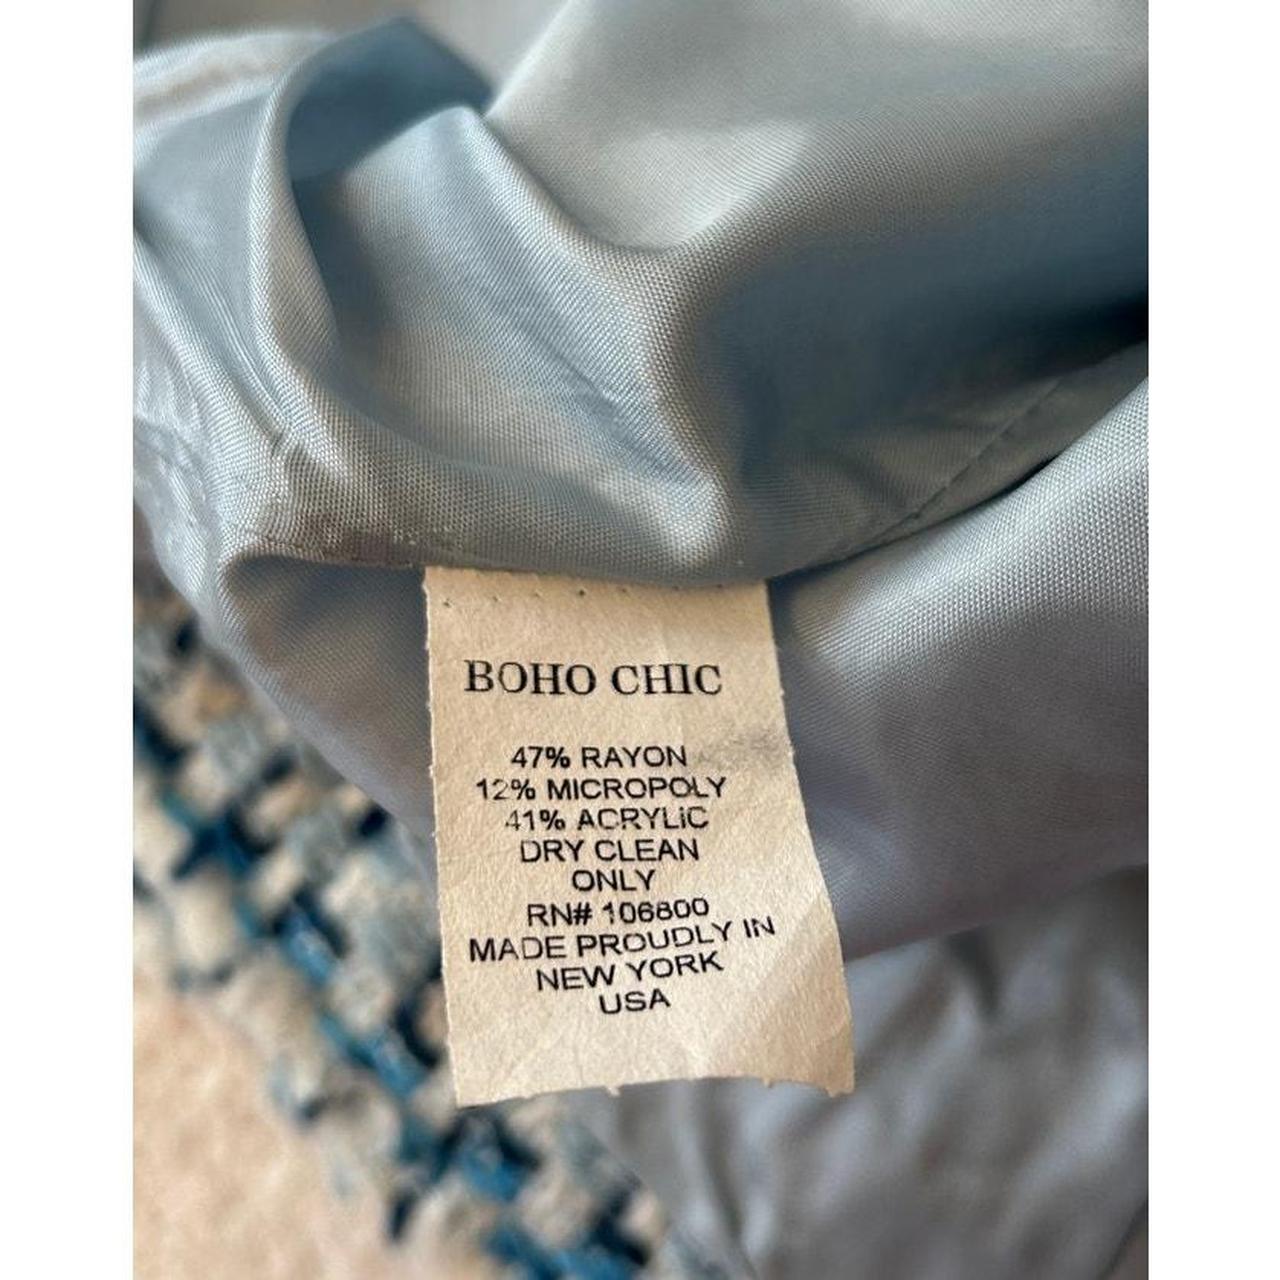 BOHO CHIC
47% RAYON
12% MICROPOLY
41% ACRYLIC
DRY CLEAN
ONLY
RN# 106800
MADE PROUDLY IN
NEW YORK
USA